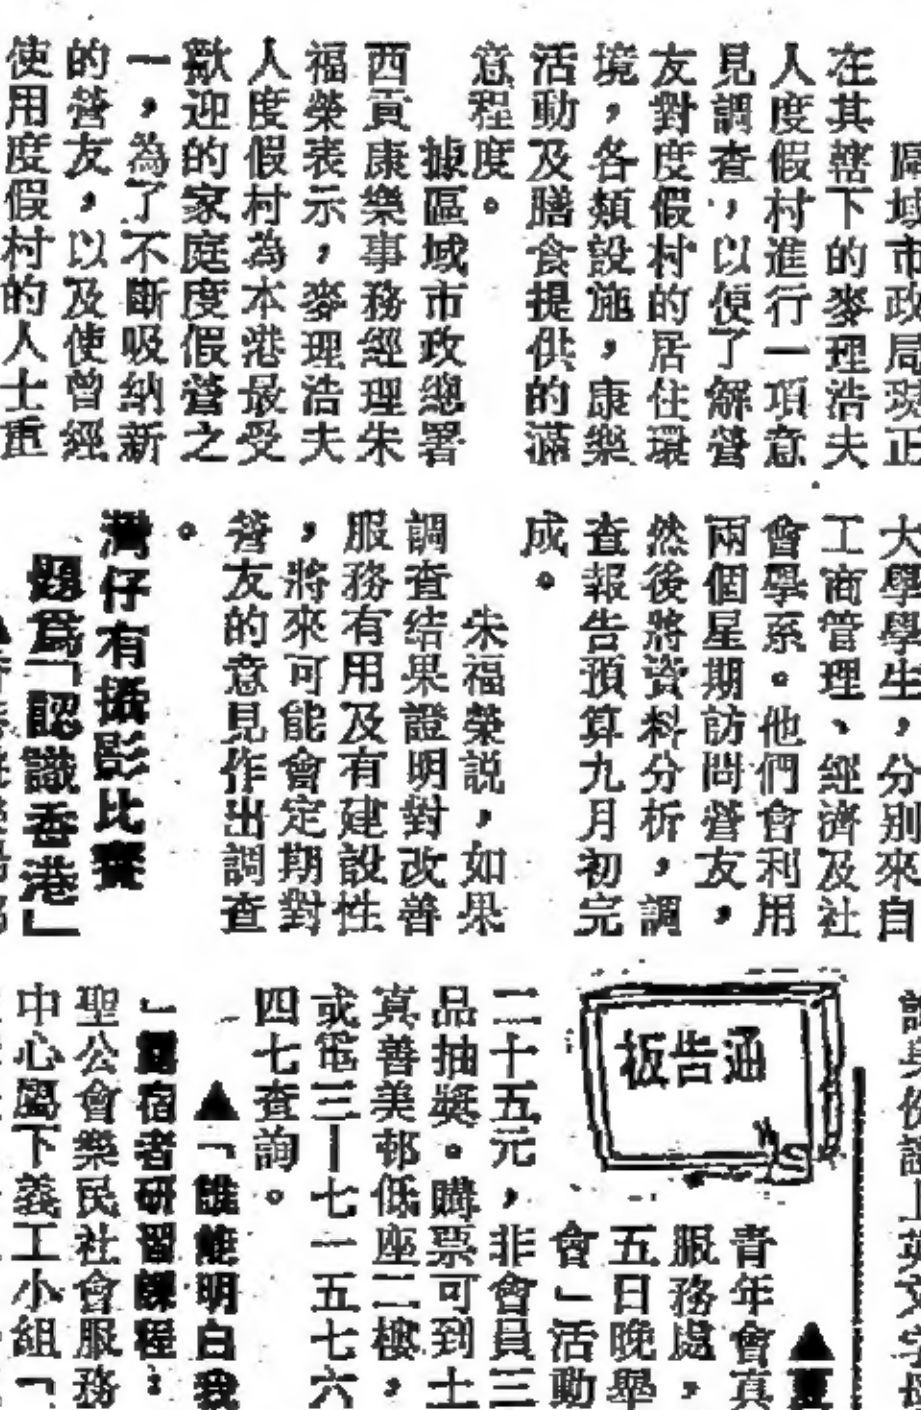 區域市政局現正
在其轄下的麥理浩夫
人度假村進行一項意
見調查，以便了解營
友對度假村的居住環
境，各類設施，康樂
活動及膳食提供的滿
意程度。
據區域市政總署
西貢康樂事務經理朱
福榮表示，麥理浩夫
人度假村為本港最受
歡迎的家庭度假營之
一，為了不斷吸納新
的營友，以及使曾經
使用度假村的人士重
大學學生，分別來自
工商管理、經濟及社
會學系。他們會利用
兩個星期訪問營友，
然後將資料分析，調
查報告預算九月初完
成。
朱福榮說，如果
調查結果證明對改善
服務有用及有建設性
，將來可能會定期對
營友的意見作出調查
。
灣仔有攝影比賽
題爲「認識香港」
通告板
▲夏
青年會真
服務處，
五日晚舉
會」活動
二十五元，非會員三
品抽獎。購票可到土
真善美邨低座二樓，
或電三—七一五七六
四七查詢。
▲「誰能明白我
」露宿者研習課程：
聖公會樂民社會服務
中心屬下義工小組「